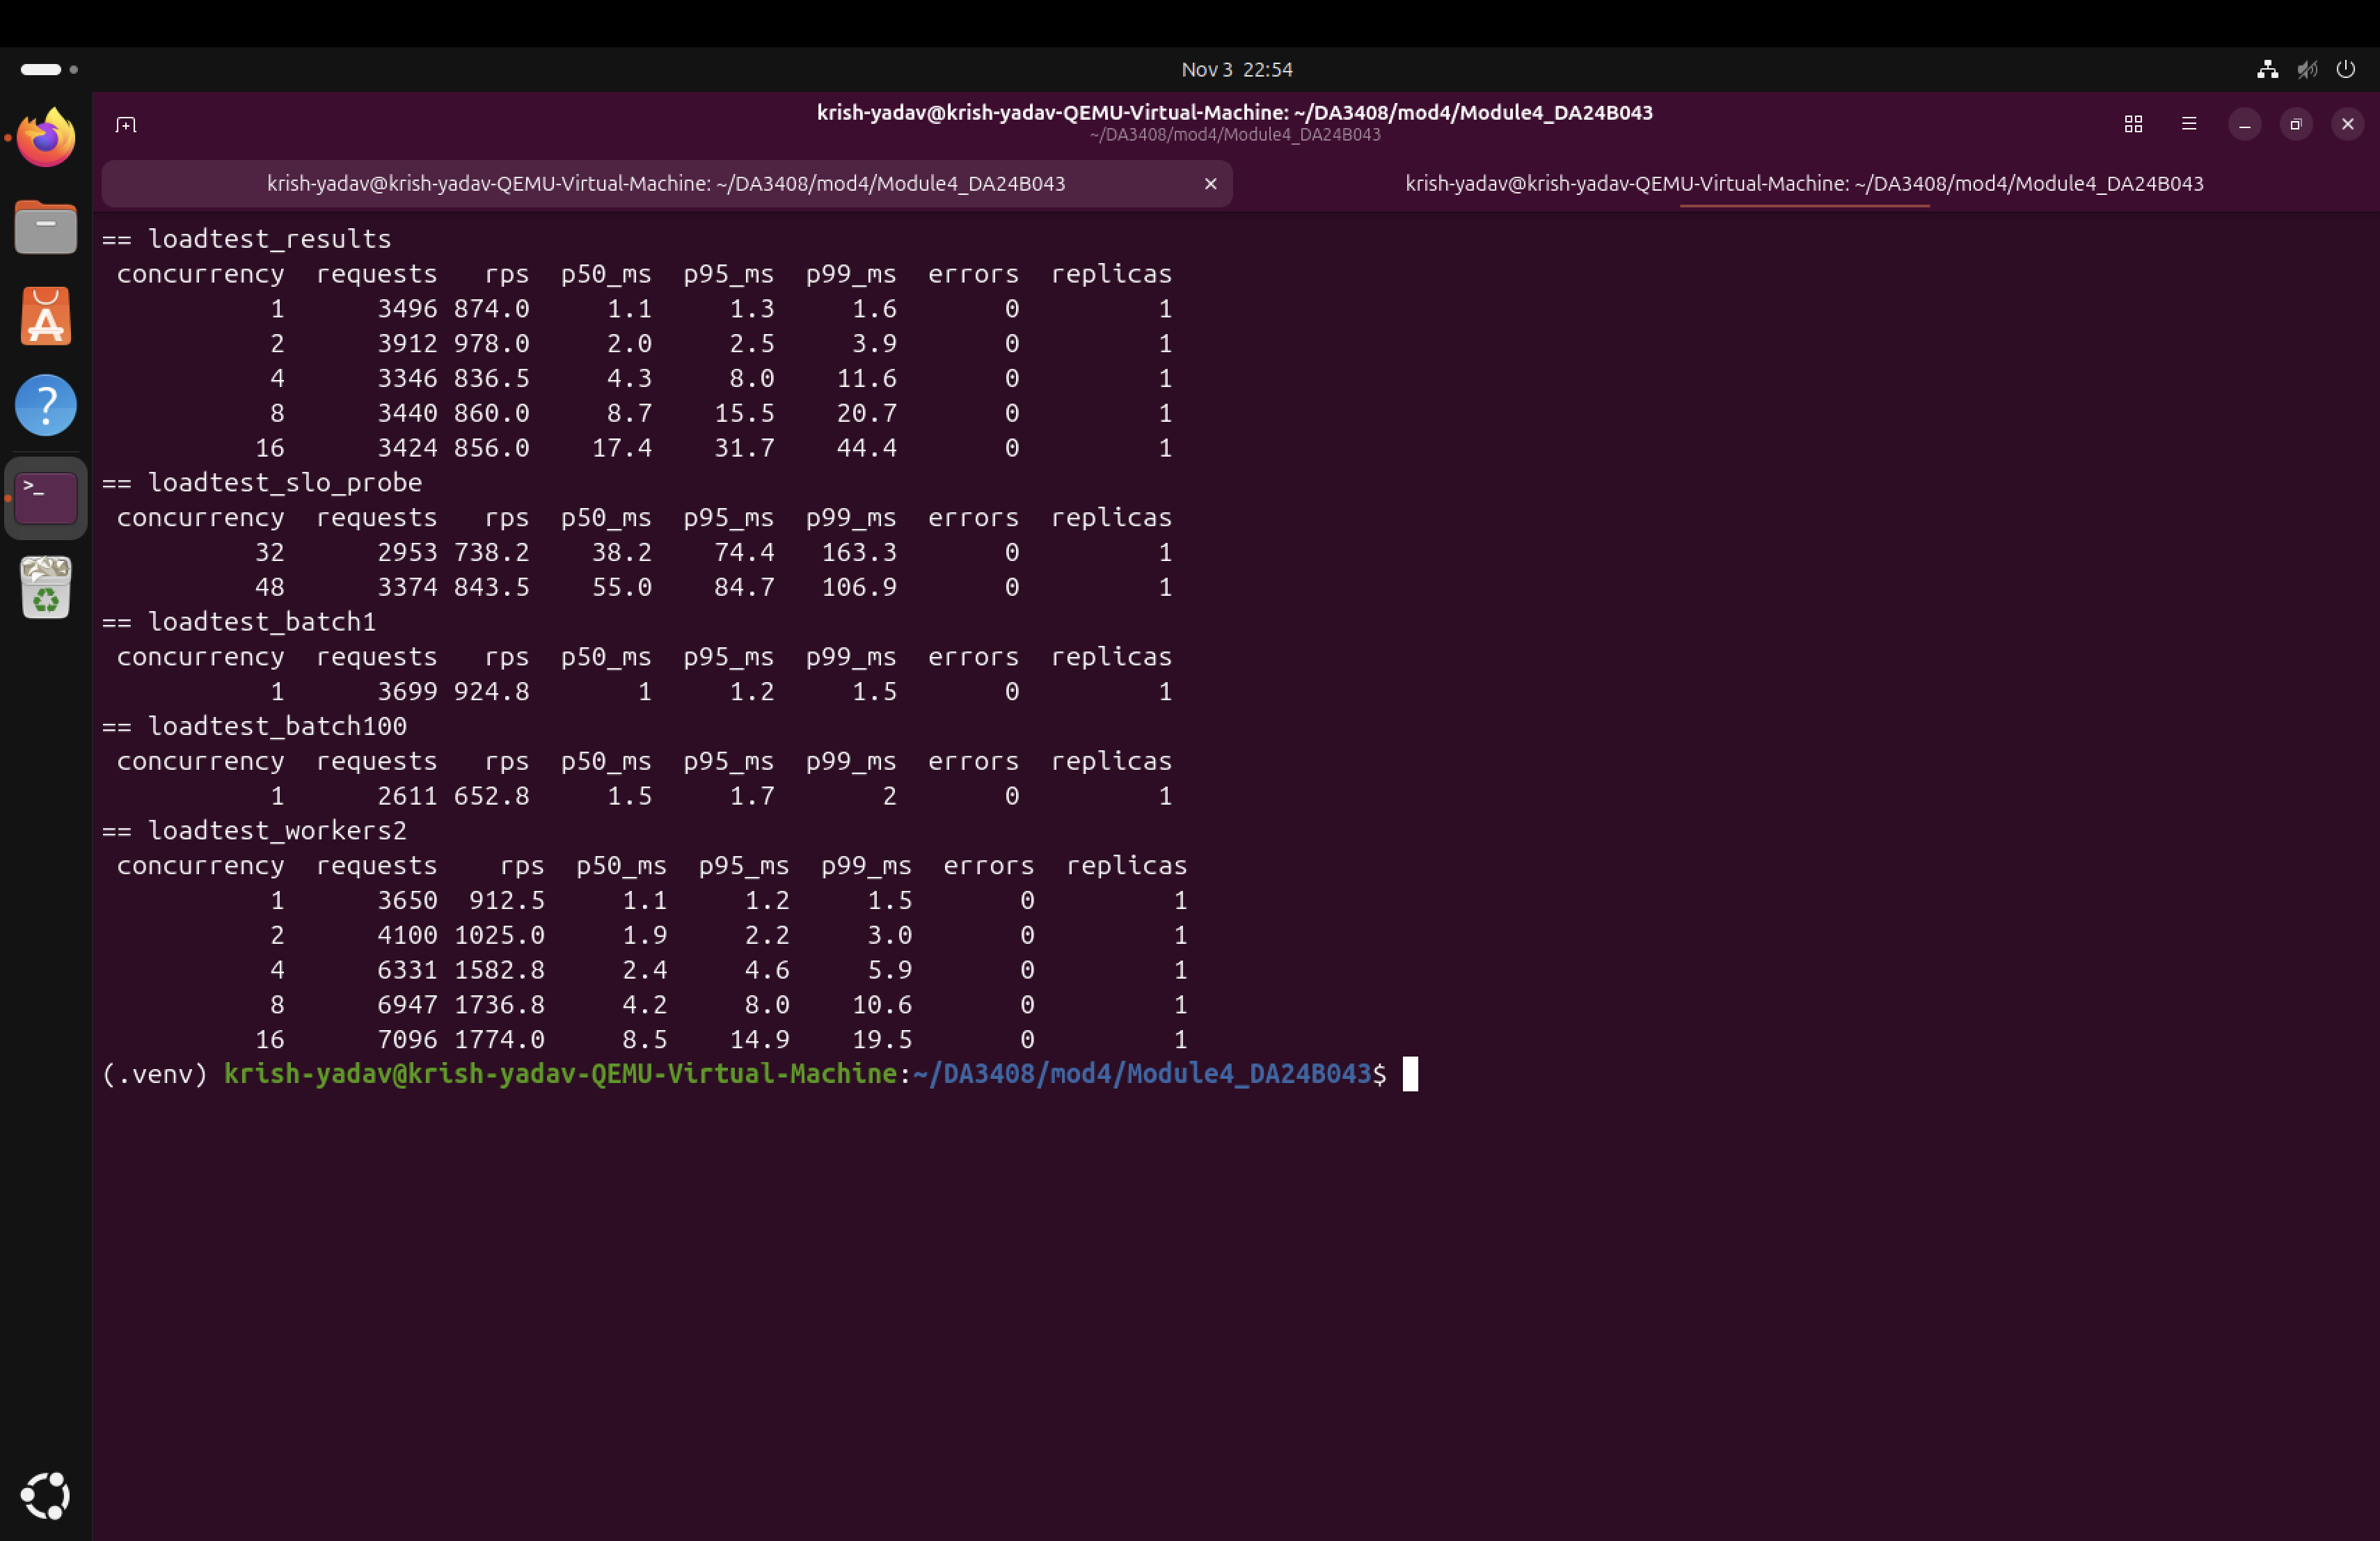 Nov 3 22:54
krish-yadav@krish-yadav-QEMU-Virtual-Machine: ~/DA3408/mod4/Module4_DA24B043
~/DA3408/mod4/Module4_DA24B043
krish-yadav@krish-yadav-QEMU-Virtual-Machine: ~/DA3408/mod4/Module4_DA24B043
krish-yadav@krish-yadav-QEMU-Virtual-Machine: ~/DA3408/mod4/Module4_DA24B043
== loadtest_results
concurrency requests rps p50_ms p95_ms p99_ms errors replicas
1 3496 874.0 1.1 1.3 1.6 0 1
2 3912 978.0 2.0 2.5 3.9 0 1
4 3346 836.5 4.3 8.0 11.6 0 1
8 3440 860.0 8.7 15.5 20.7 0 1
16 3424 856.0 17.4 31.7 44.4 0 1
== loadtest_slo_probe
concurrency requests rps p50_ms p95_ms p99_ms errors replicas
32 2953 738.2 38.2 74.4 163.3 0 1
48 3374 843.5 55.0 84.7 106.9 0 1
== loadtest_batch1
concurrency requests rps p50_ms p95_ms p99_ms errors replicas
1 3699 924.8 1 1.2 1.5 0 1
== loadtest_batch100
concurrency requests rps p50_ms p95_ms p99_ms errors replicas
1 2611 652.8 1.5 1.7 2 0 1
== loadtest_workers2
concurrency requests rps p50_ms p95_ms p99_ms errors replicas
1 3650 912.5 1.1 1.2 1.5 0 1
2 4100 1025.0 1.9 2.2 3.0 0 1
4 6331 1582.8 2.4 4.6 5.9 0 1
8 6947 1736.8 4.2 8.0 10.6 0 1
16 7096 1774.0 8.5 14.9 19.5 0 1
(.venv) krish-yadav@krish-yadav-QEMU-Virtual-Machine:~/DA3408/mod4/Module4_DA24B043$